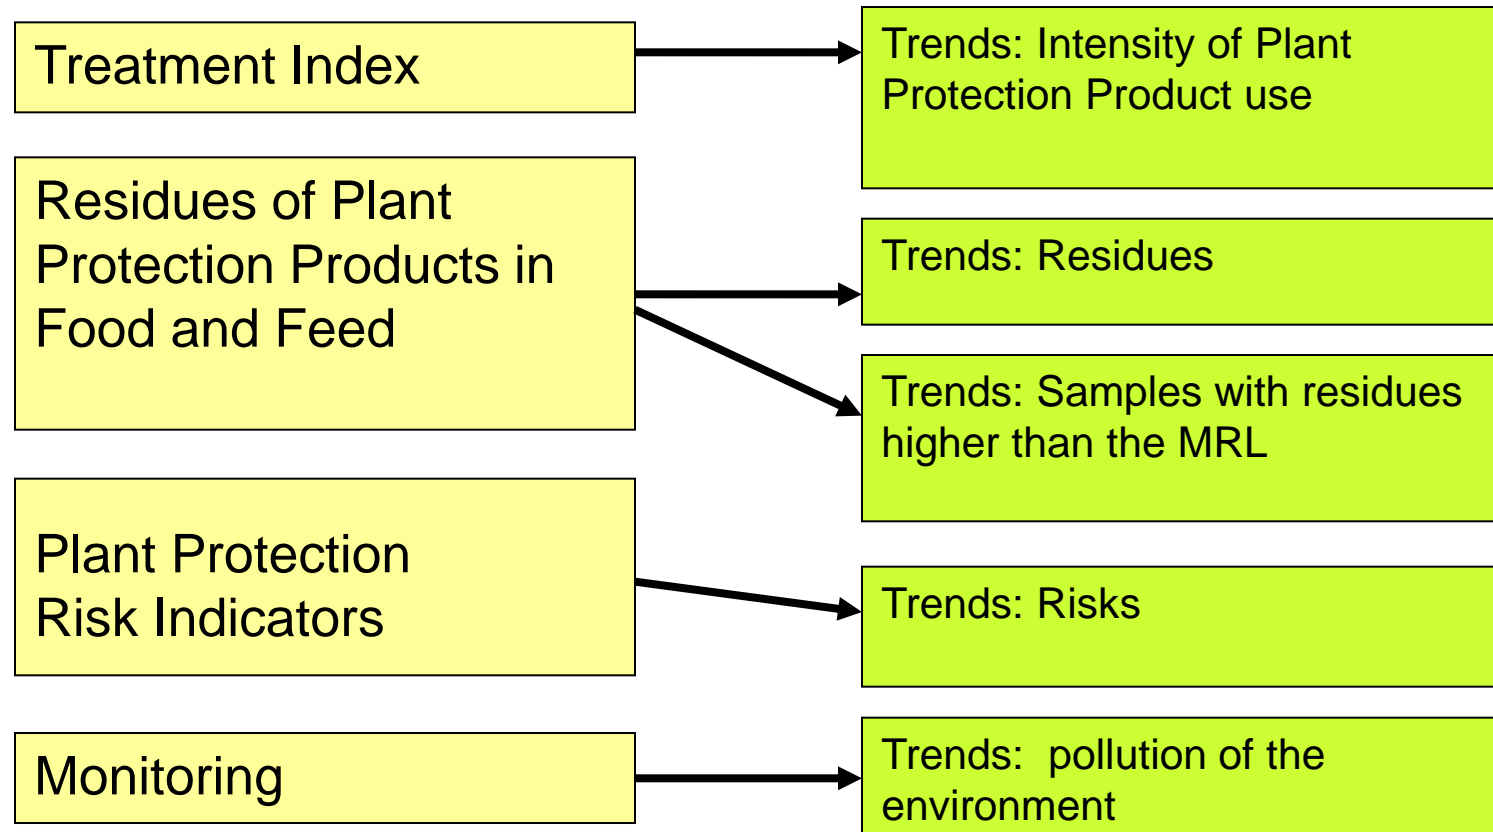 Treatment Index
Trends: Intensity of Plant
Protection Product use
Residues of Plant
Protection Products in
Food and Feed
Trends: Residues
Trends: Samples with residues
higher than the MRL
Plant Protection
Risk Indicators
Trends: Risks
Monitoring
Trends:  pollution of the
environment